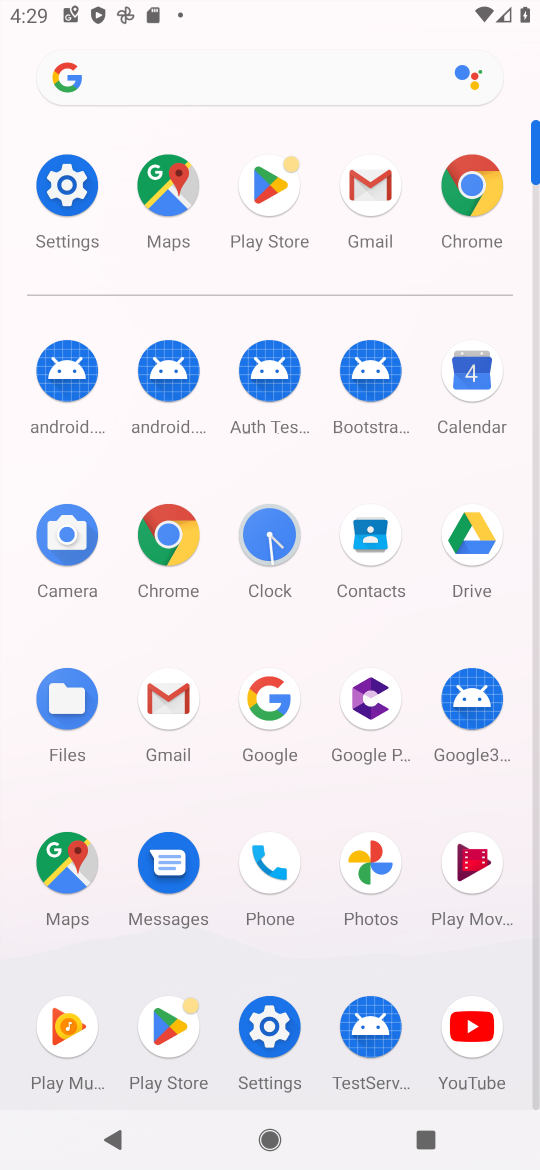 4:29
Settings Maps Play Store Gmail Chrome
android.... android.... Auth Tes... Bootstra... Calendar
4
Camera Chrome Clock Contacts Drive
Files Gmail Google Google P... Google3...
Maps Messages Phone Photos Play Mov...
Play Mu... Play Store Settings TestServ... YouTube